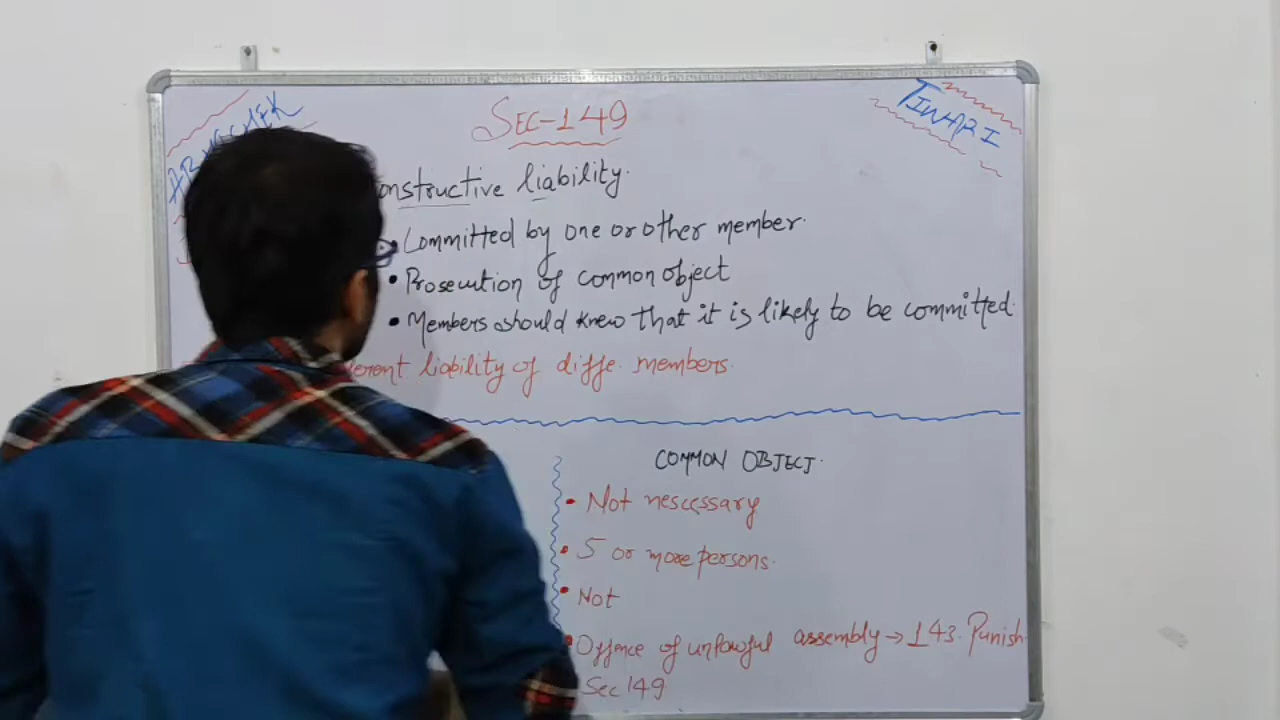 TIWARI
SEC-149
onstructive liability.
• Committed by one or other member.
• Prosecution of common object
• Members should knew that it is likely to be committed.
erent liability of diffe. members.
COMMON OBJECT.
• Not nescessary
• 5 or more persons.
• Not
• Offence of unlawful assembly → 143. Punish
Sec 149